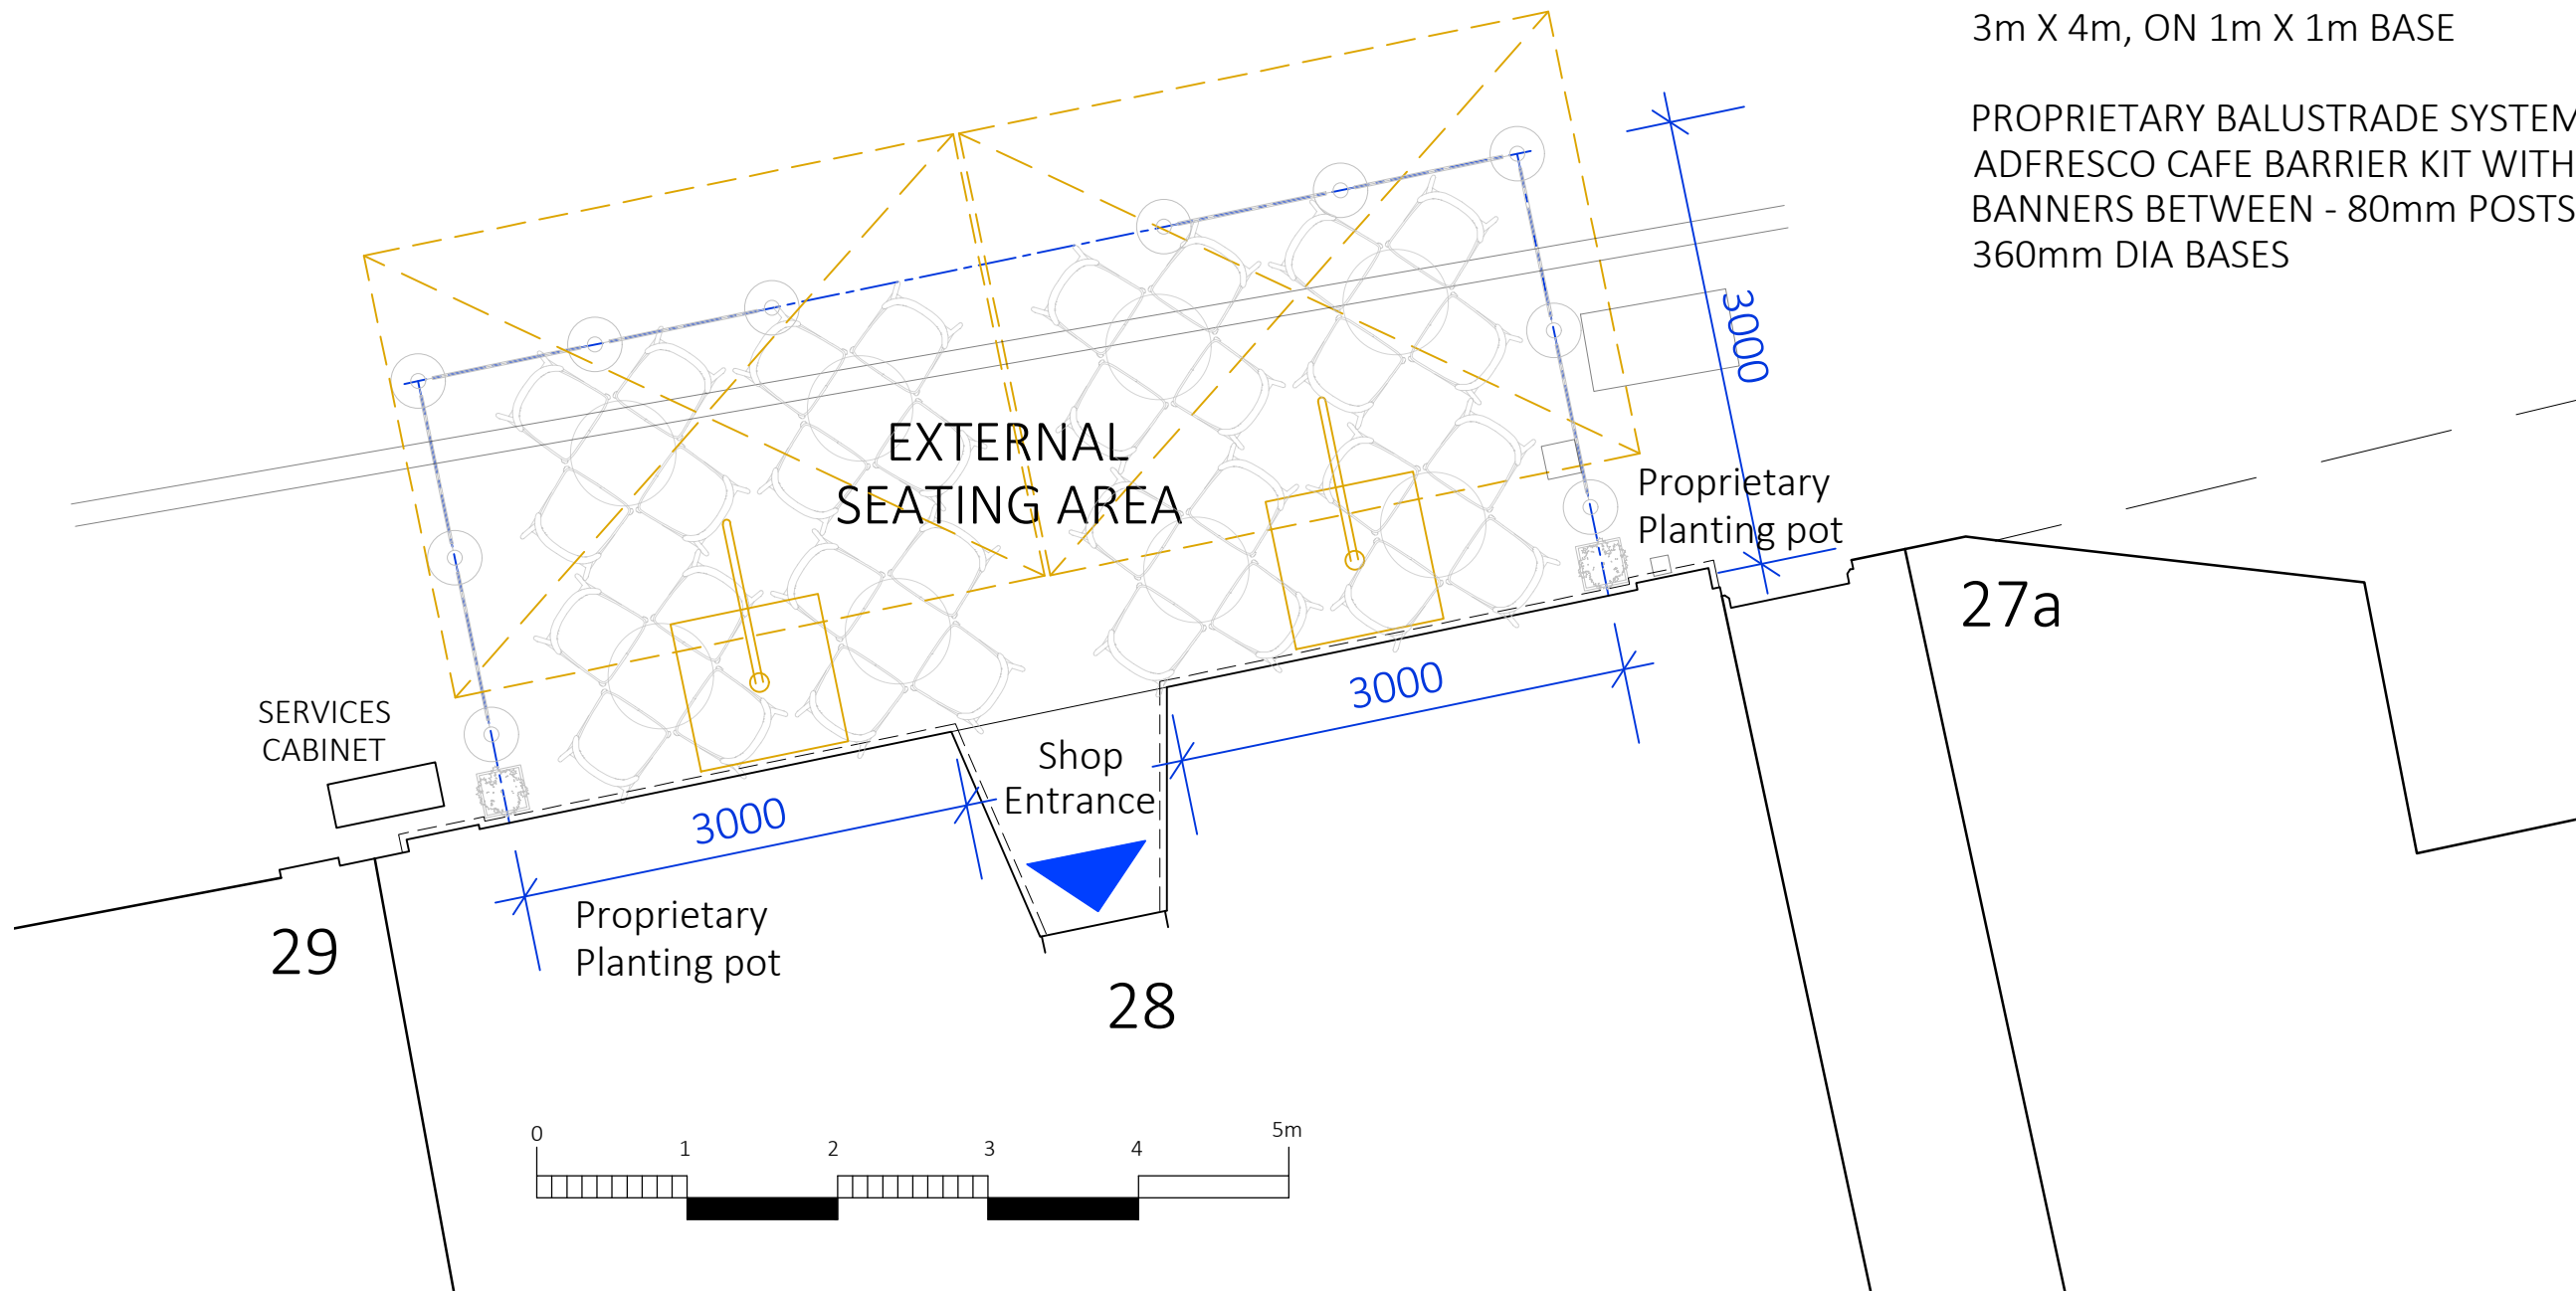 3m X 4m, ON 1m X 1m BASE
PROPRIETARY BALUSTRADE SYSTEM
ADFRESCO CAFE BARRIER KIT WITH
BANNERS BETWEEN - 80mm POSTS
360mm DIA BASES
3000
EXTERNAL
SEATING AREA
Proprietary
Planting pot
27a
3000
SERVICES
CABINET
Shop
Entrance
3000
Proprietary
Planting pot
29
28
0 1 2 3 4 5m